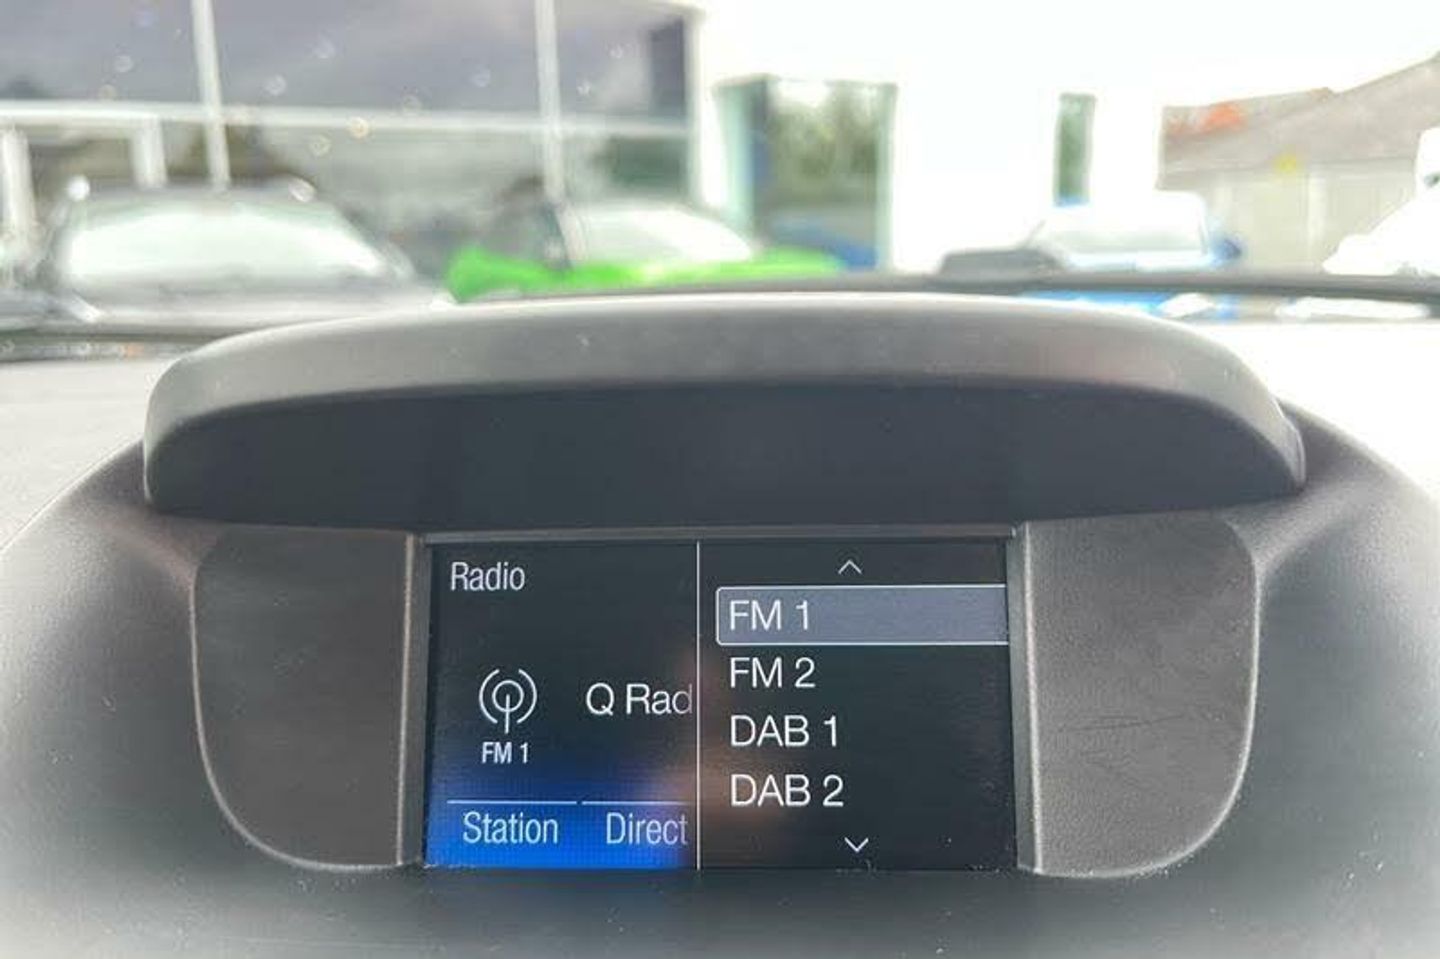 Radio
Q Rad
FM 1
Station
Direct
FM 1
FM 2
DAB 1
DAB 2